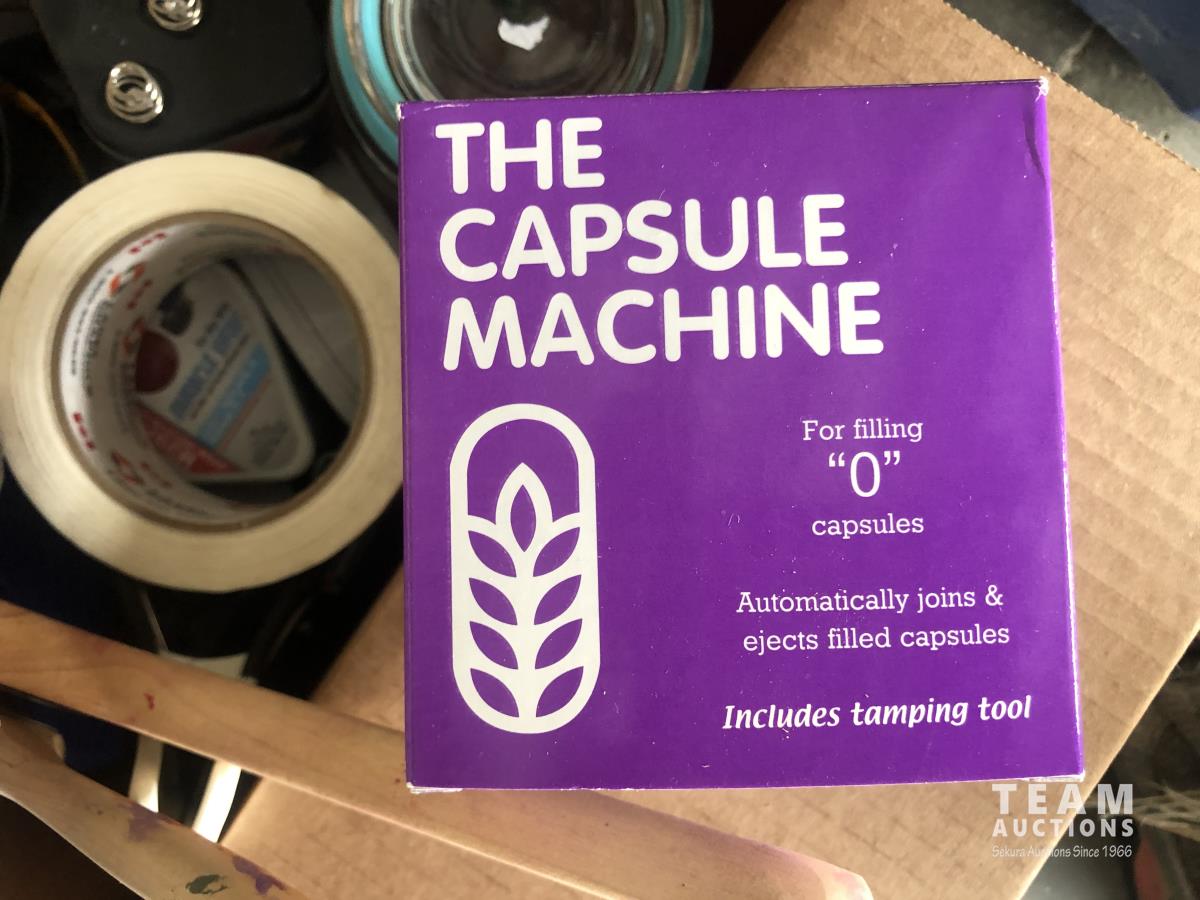 THE
CAPSULE
MACHINE
For filling
“0”
capsules
Automatically joins &
ejects filled capsules
Includes tamping tool
TEAM
AUCTIONS
Sekura Auctions Since 1966